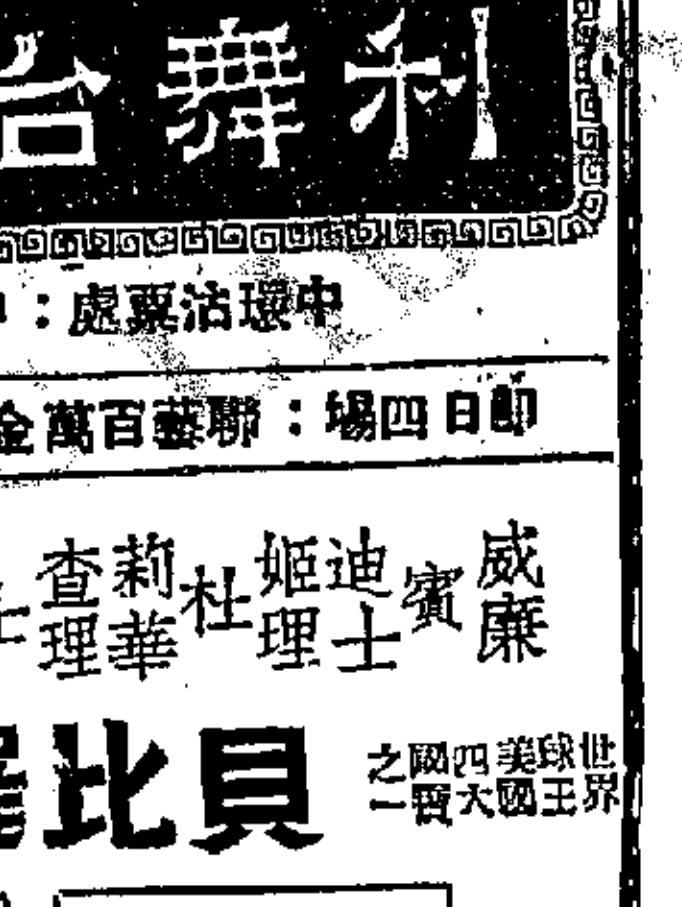 利舞台
中環沽票處：
即日四場：聯藝百萬金
威廉賓迪士 姬理杜莉華 查理
世界球王美國四大國寶之一
貝比